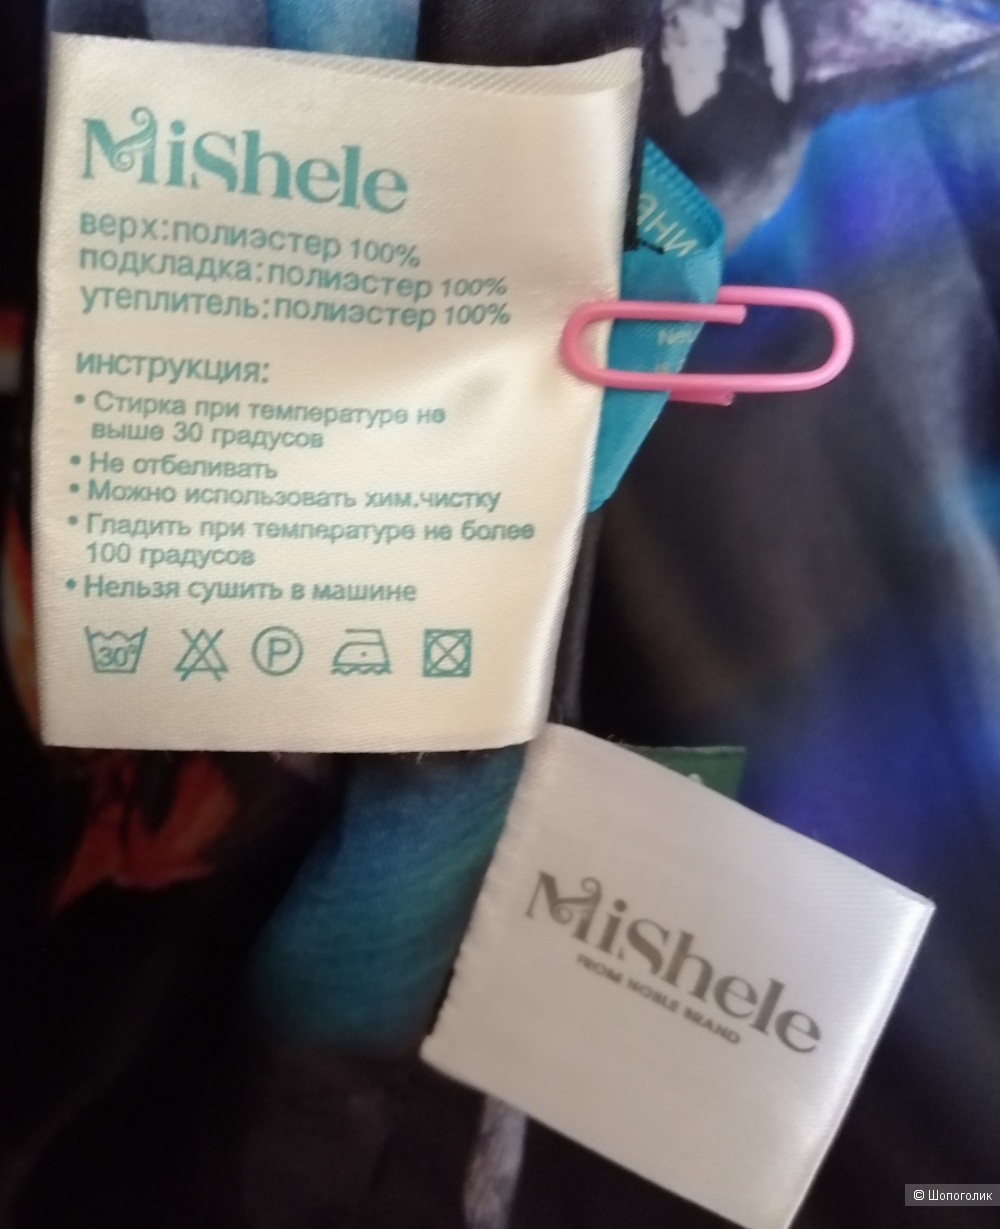 MiShele
верх:полиэстер 100%
подкладка:полиэстер 100%
утеплитель:полиэстер 100%
инструкция:
• Стирка при температуре не
выше 30 градусов
• Не отбеливать
• Можно использовать хим.чистку
• Гладить при температуре не более
100 градусов
• Нельзя сушить в машине
30°
P
MiShele
FROM NOBLE BRAND
© Шопоголик